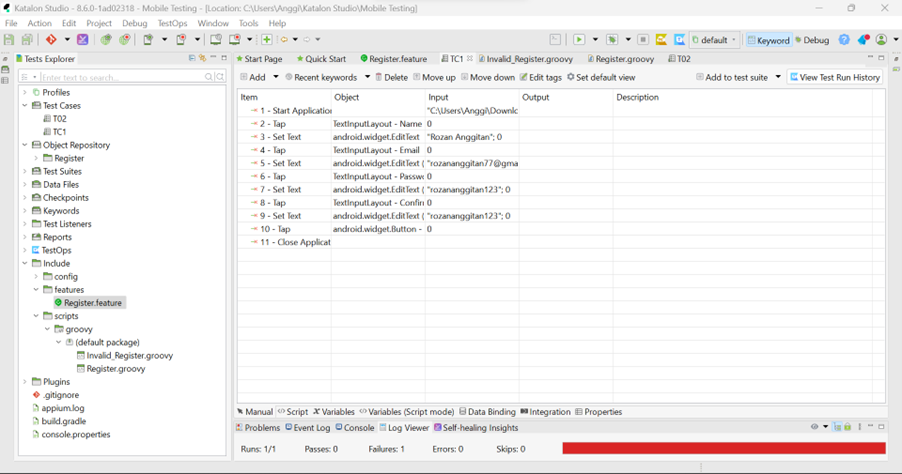 Katalon Studio - 8.6.0-1ad02318 - Mobile Testing - [Location: C:\Users\Anggi\Katalon Studio\Mobile Testing]
File Action Edit Project Debug TestOps Window Tools Help
default Keyword Debug
Tests Explorer
Enter text to search...
Profiles
Test Cases
T02
TC1
Object Repository
Register
Test Suites
Data Files
Checkpoints
Keywords
Test Listeners
Reports
TestOps
Include
config
features
Register.feature
scripts
groovy
(default package)
Invalid_Register.groovy
Register.groovy
Plugins
.gitignore
appium.log
build.gradle
console.properties
Start Page Quick Start Register.feature TC1 Invalid_Register.groovy Register.groovy T02
Add Recent keywords Delete Move up Move down Edit tags Set default view Add to test suite View Test Run History
Item Object Input Output Description
1 - Start Application "C:\Users\Anggi\Downlc
2 - Tap TextInputLayout - Name 0
3 - Set Text android.widget.EditText "Rozan Anggitan"; 0
4 - Tap TextInputLayout - Email 0
5 - Set Text android.widget.EditText ( "rozananggitan77@gma
6 - Tap TextInputLayout - Passw 0
7 - Set Text android.widget.EditText ( "rozananggitan123"; 0
8 - Tap TextInputLayout - Confir 0
9 - Set Text android.widget.EditText ( "rozananggitan123"; 0
10 - Tap android.widget.Button - 0
11 - Close Applicat
Manual Script Variables Variables (Script mode) Data Binding Integration Properties
Problems Event Log Console Log Viewer Self-healing Insights
Runs: 1/1 Passes: 0 Failures: 1 Errors: 0 Skips: 0